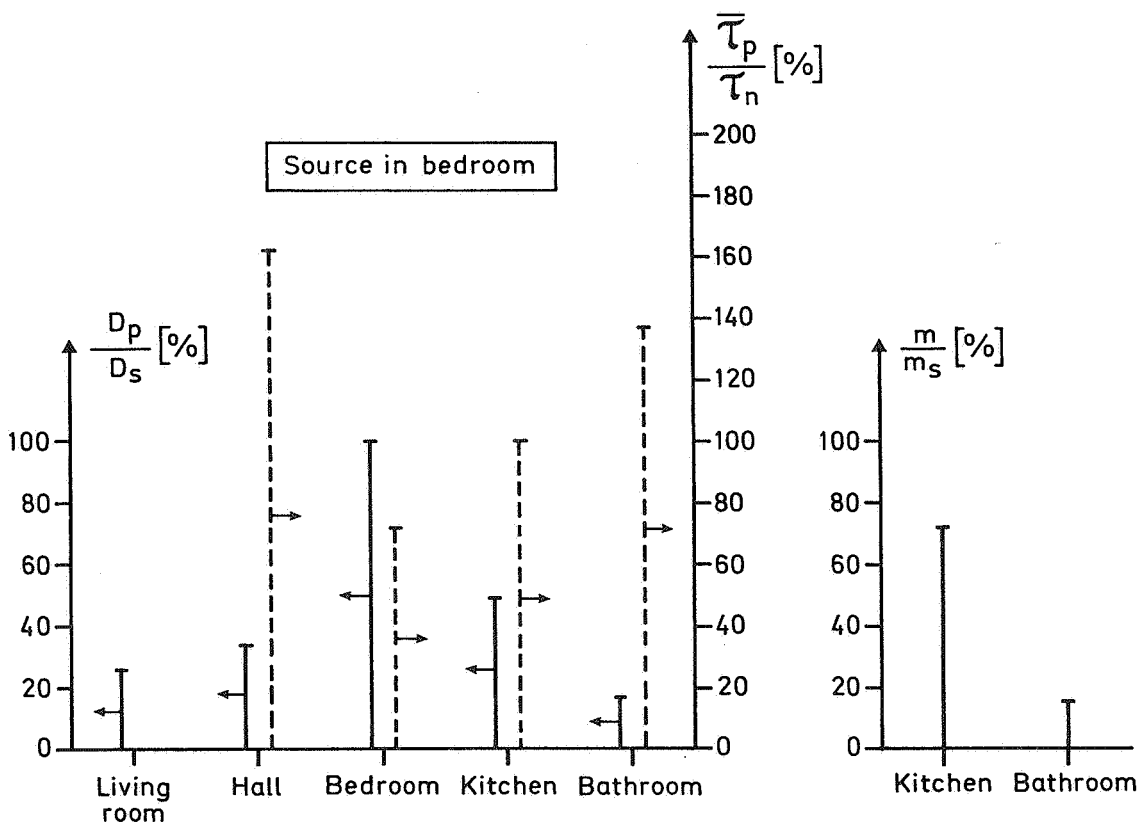 τ̄p
τn [%]
200
180
160
140
120
100
80
60
40
20
0
Source in bedroom
Dp
Ds [%]
100
80
60
40
20
0
Living
room
Hall
Bedroom
Kitchen
Bathroom
m
ms [%]
100
80
60
40
20
0
Kitchen
Bathroom